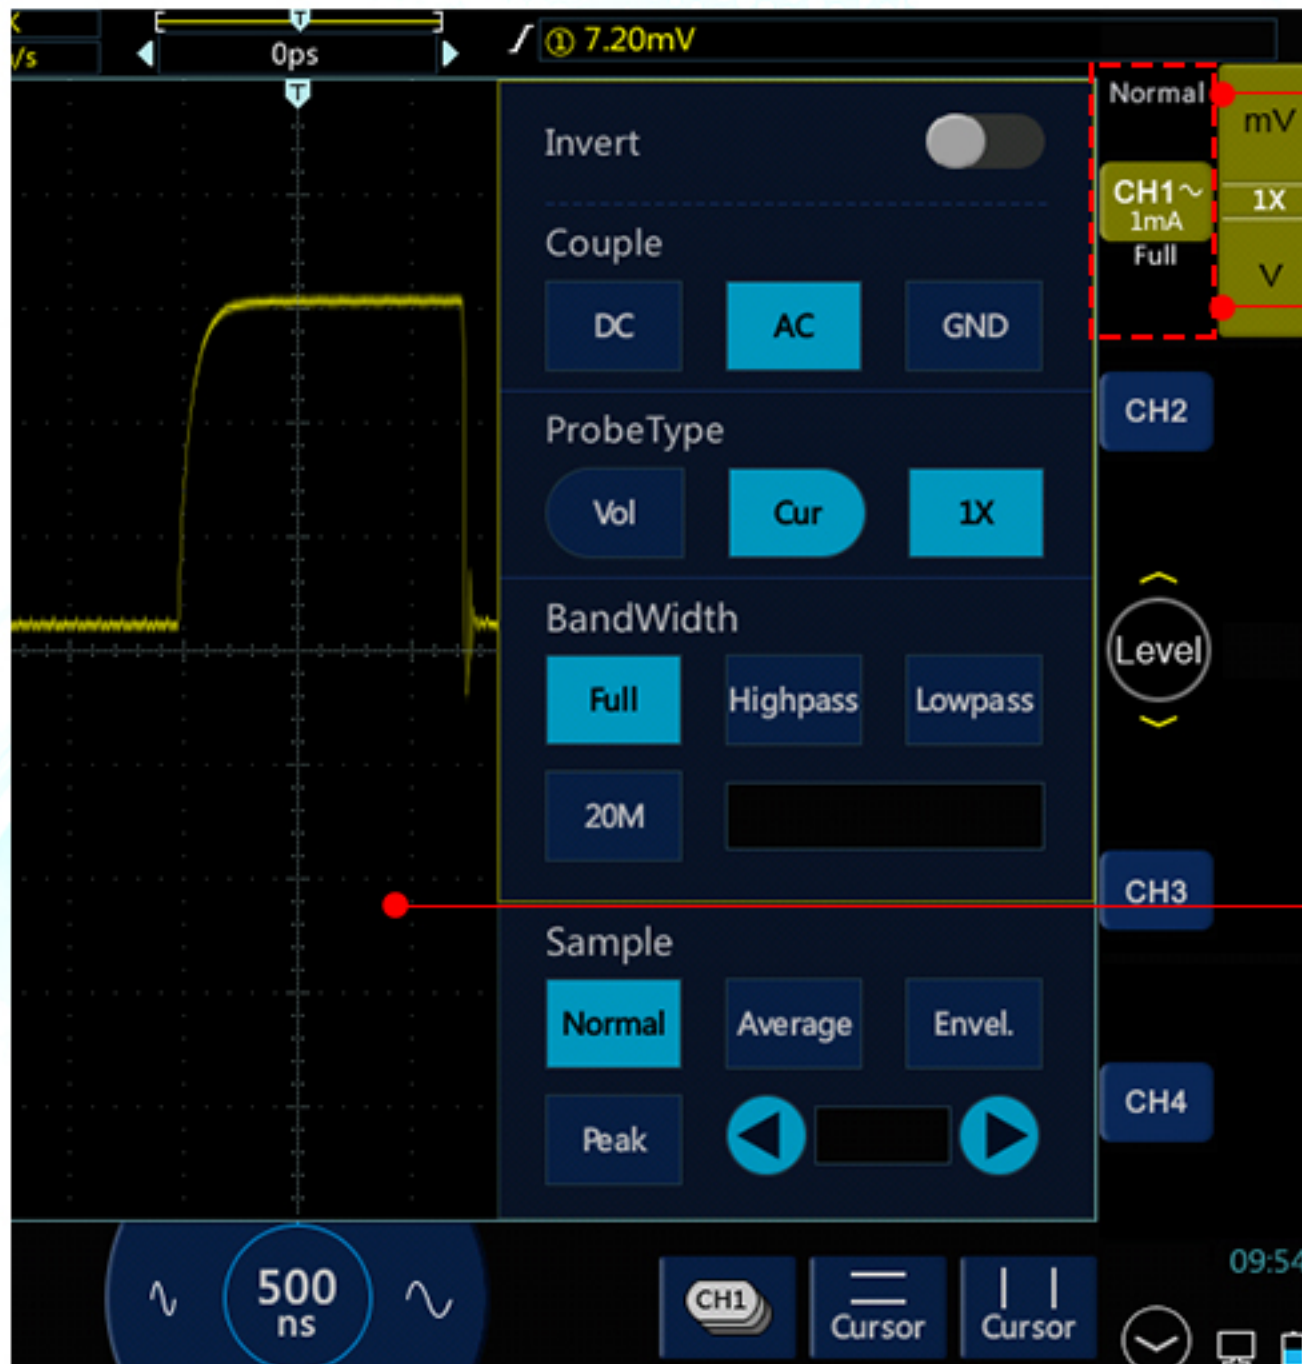 T
0ps
① 7.20mV
/s
T
Normal
mV
Invert
CH1~
1X
1mA
Full
Couple
V
DC
AC
GND
CH2
ProbeType
Vol
Cur
1X
BandWidth
Level
Full
Highpass
Lowpass
20M
CH3
Sample
Normal
Average
Envel.
CH4
Peak
09:54
500
CH1
ns
Cursor
Cursor